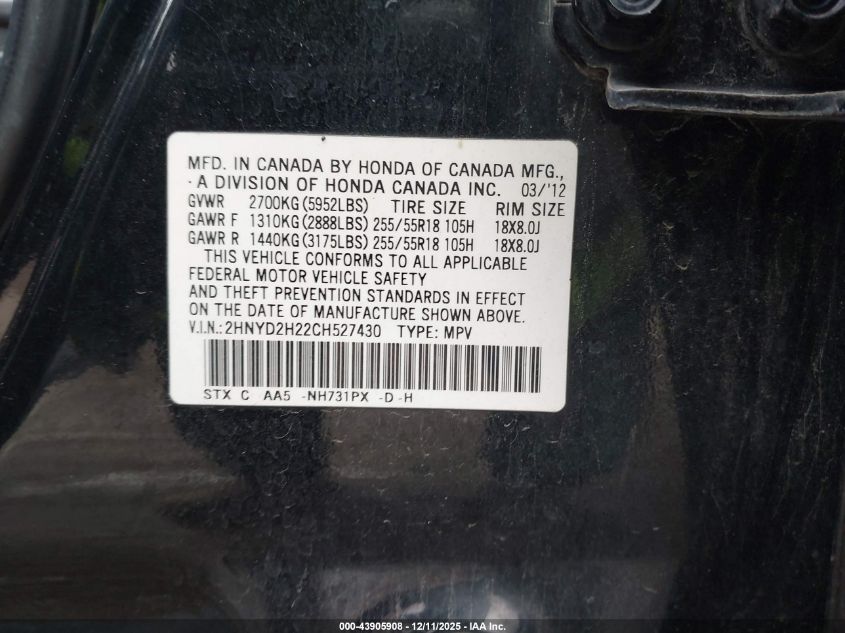 MFD. IN CANADA BY HONDA OF CANADA MFG.,
A DIVISION OF HONDA CANADA INC. 03/'12
GVWR 2700KG(5952LBS) TIRE SIZE RIM SIZE
GAWR F 1310KG(2888LBS) 255/55R18 105H 18X8.0J
GAWR R 1440KG(3175LBS) 255/55R18 105H 18X8.0J
THIS VEHICLE CONFORMS TO ALL APPLICABLE
FEDERAL MOTOR VEHICLE SAFETY
AND THEFT PREVENTION STANDARDS IN EFFECT
ON THE DATE OF MANUFACTURE SHOWN ABOVE.
V.I.N.:2HNYD2H22CH527430 TYPE: MPV
STX C AA5 -NH731PX -D -H
000-43905908 - 12/11/2025 - IAA Inc.